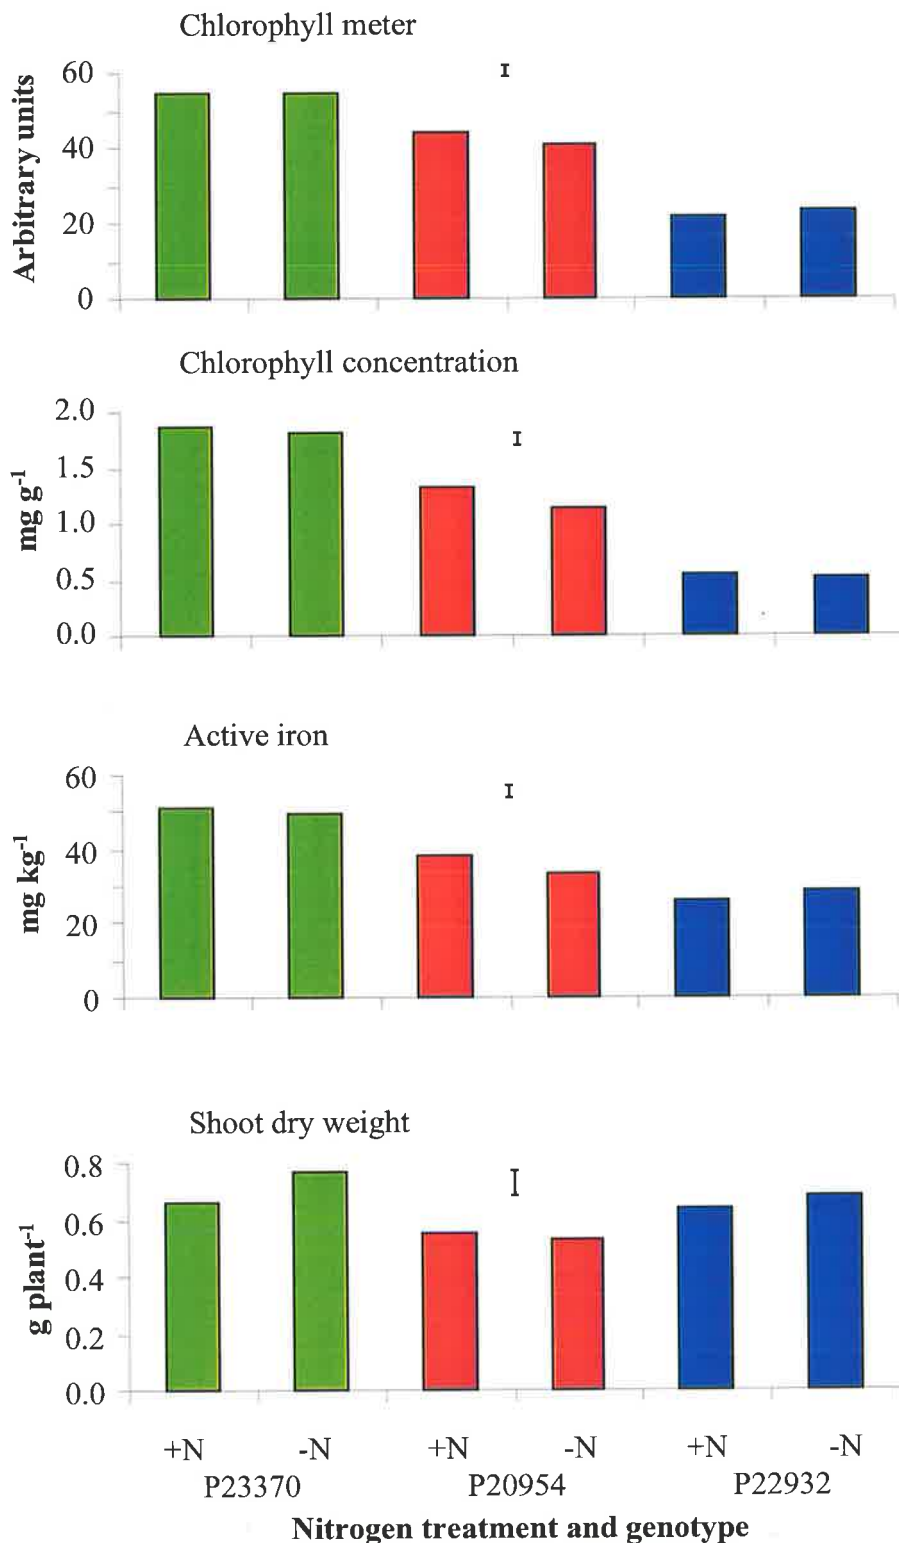 Chlorophyll meter
Arbitrary units
60
40
20
0
Chlorophyll concentration
mg g⁻¹
2.0
1.5
1.0
0.5
0.0
Active iron
mg kg⁻¹
60
40
20
0
Shoot dry weight
g plant⁻¹
0.8
0.6
0.4
0.2
0.0
+N -N +N -N +N -N
P23370 P20954 P22932
Nitrogen treatment and genotype